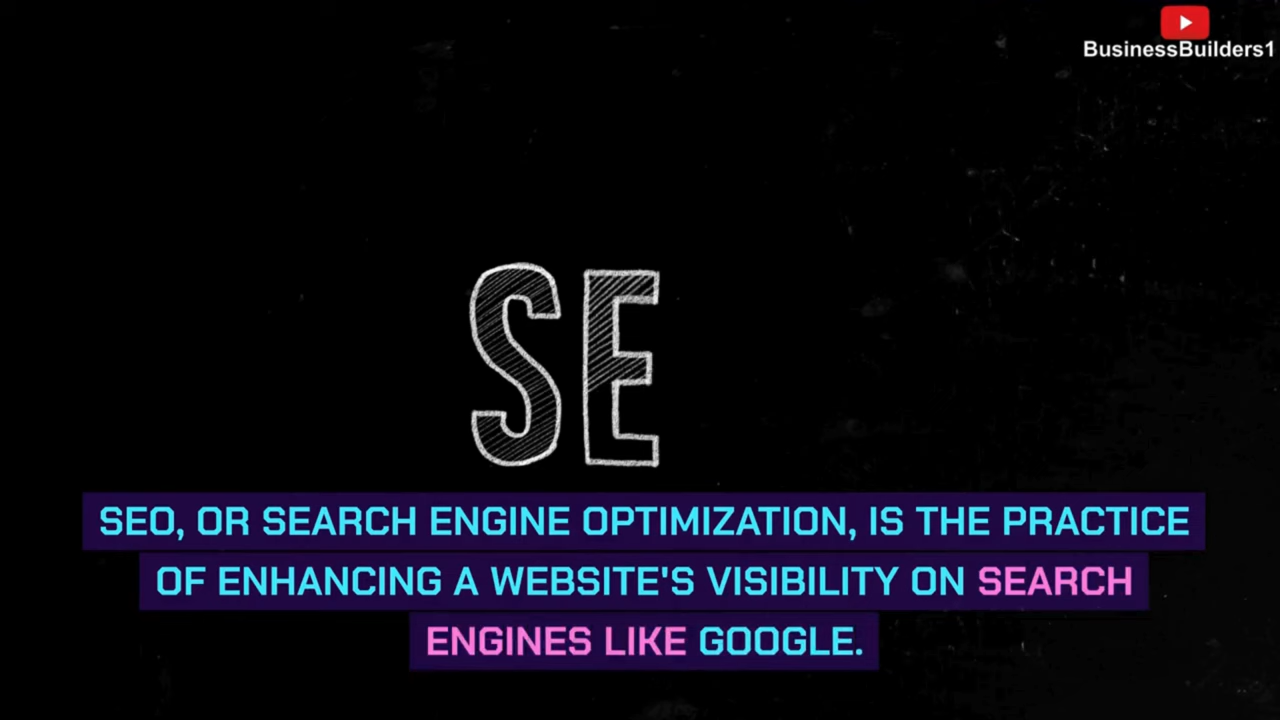 BusinessBuilders1
SE
SEO, OR SEARCH ENGINE OPTIMIZATION, IS THE PRACTICE
OF ENHANCING A WEBSITE'S VISIBILITY ON SEARCH
ENGINES LIKE GOOGLE.